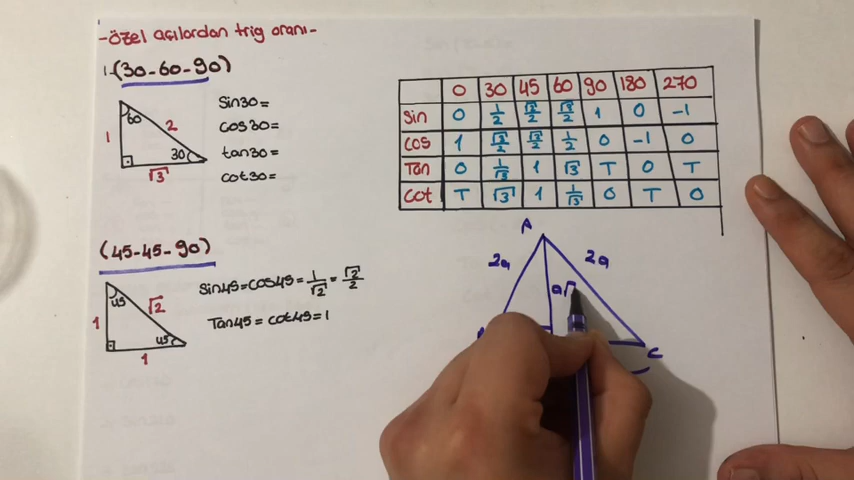 -özel açılardan trig oranı-
1-(30-60-90)
60
2
1
30
√3
sin30=
cos30=
tan30=
cot30=
0 30 45 60 90 180 270
sin 0 1/2 √2/2 √3/2 1 0 -1
cos 1 √3/2 √2/2 1/2 0 -1 0
Tan 0 1/√3 1 √3 T 0 T
cot T √3 1 1/√3 0 T 0
(45-45-90)
45
√2
1
45
1
sin45=cos45=1/√2=√2/2
Tan45=cot45=1
A
2a
2a
a√
C